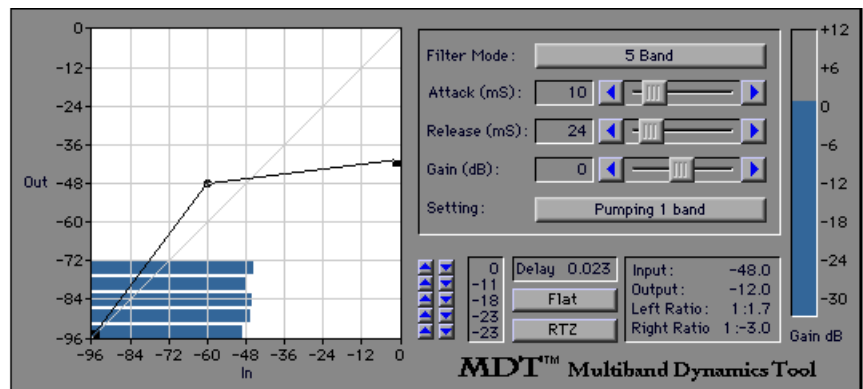 0
-12
-24
-36
Out -48
-60
-72
-84
-96
-96 -84 -72 -60 -48 -36 -24 -12 0
In
Filter Mode: 5 Band
Attack (mS): 10
Release (mS): 24
Gain (dB): 0
Setting: Pumping 1 band
0
-11
-18
-23
-23
Delay 0.023
Flat
RTZ
Input: -48.0
Output: -12.0
Left Ratio: 1:1.7
Right Ratio 1:-3.0
+12
+6
0
-6
-12
-18
-24
-30
Gain dB
MDT™ Multiband Dynamics Tool